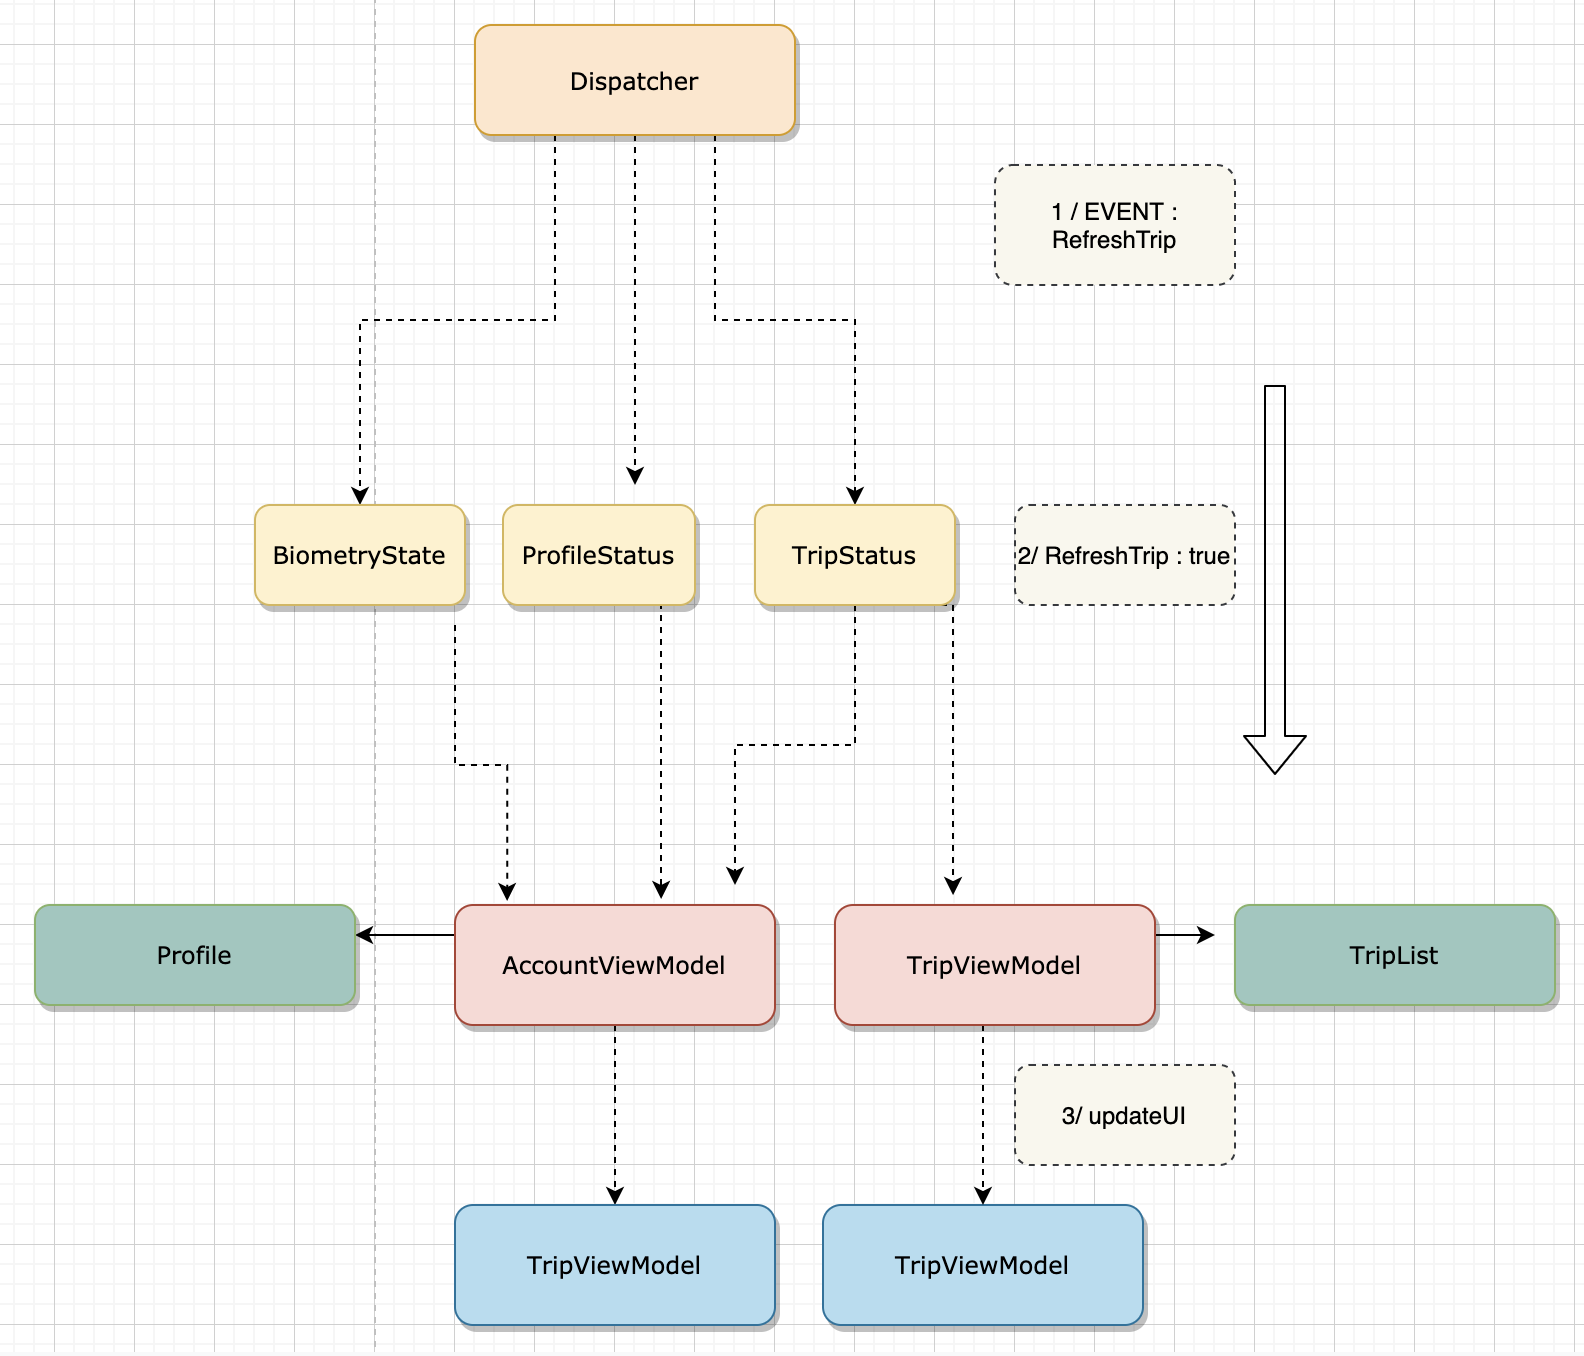 Dispatcher
1 / EVENT :
RefreshTrip
BiometryState
ProfileStatus
TripStatus
2/ RefreshTrip : true
Profile
AccountViewModel
TripViewModel
TripList
3/ updateUI
TripViewModel
TripViewModel